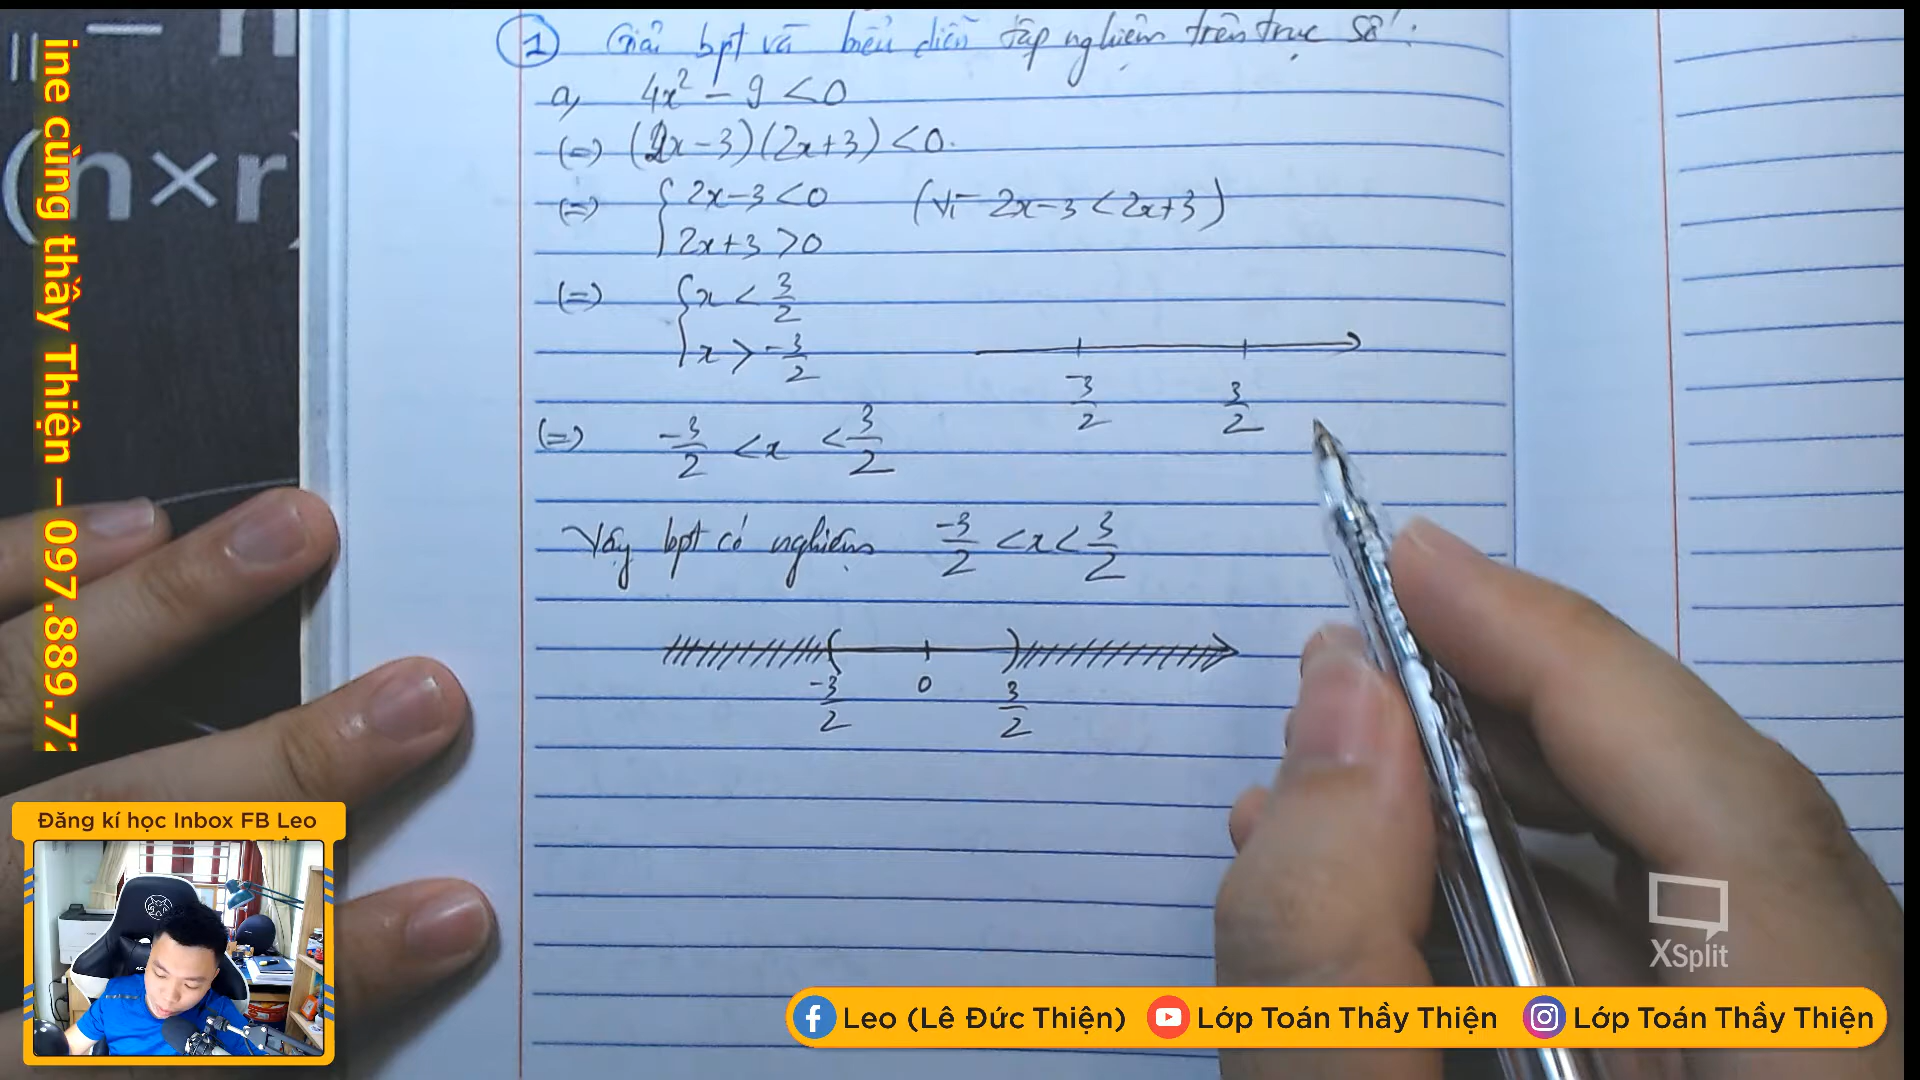 ① Giải bpt và biểu diễn tập nghiệm trên trục số:
a, 4x² - 9 < 0
(=) (2x-3)(2x+3) < 0.
(=) { 2x-3 < 0 (vì 2x-3 < 2x+3)
2x+3 > 0
(=) { x < 3/2
x > -3/2
-3/2 3/2
(=) -3/2 < x < 3/2
Vậy bpt có nghiệm -3/2 < x < 3/2
-3/2 0 3/2
ine cùng thầy Thiện – 097.889.7
(n×r)
Đăng kí học Inbox FB Leo
XSplit
Leo (Lê Đức Thiện) Lớp Toán Thầy Thiện Lớp Toán Thầy Thiện